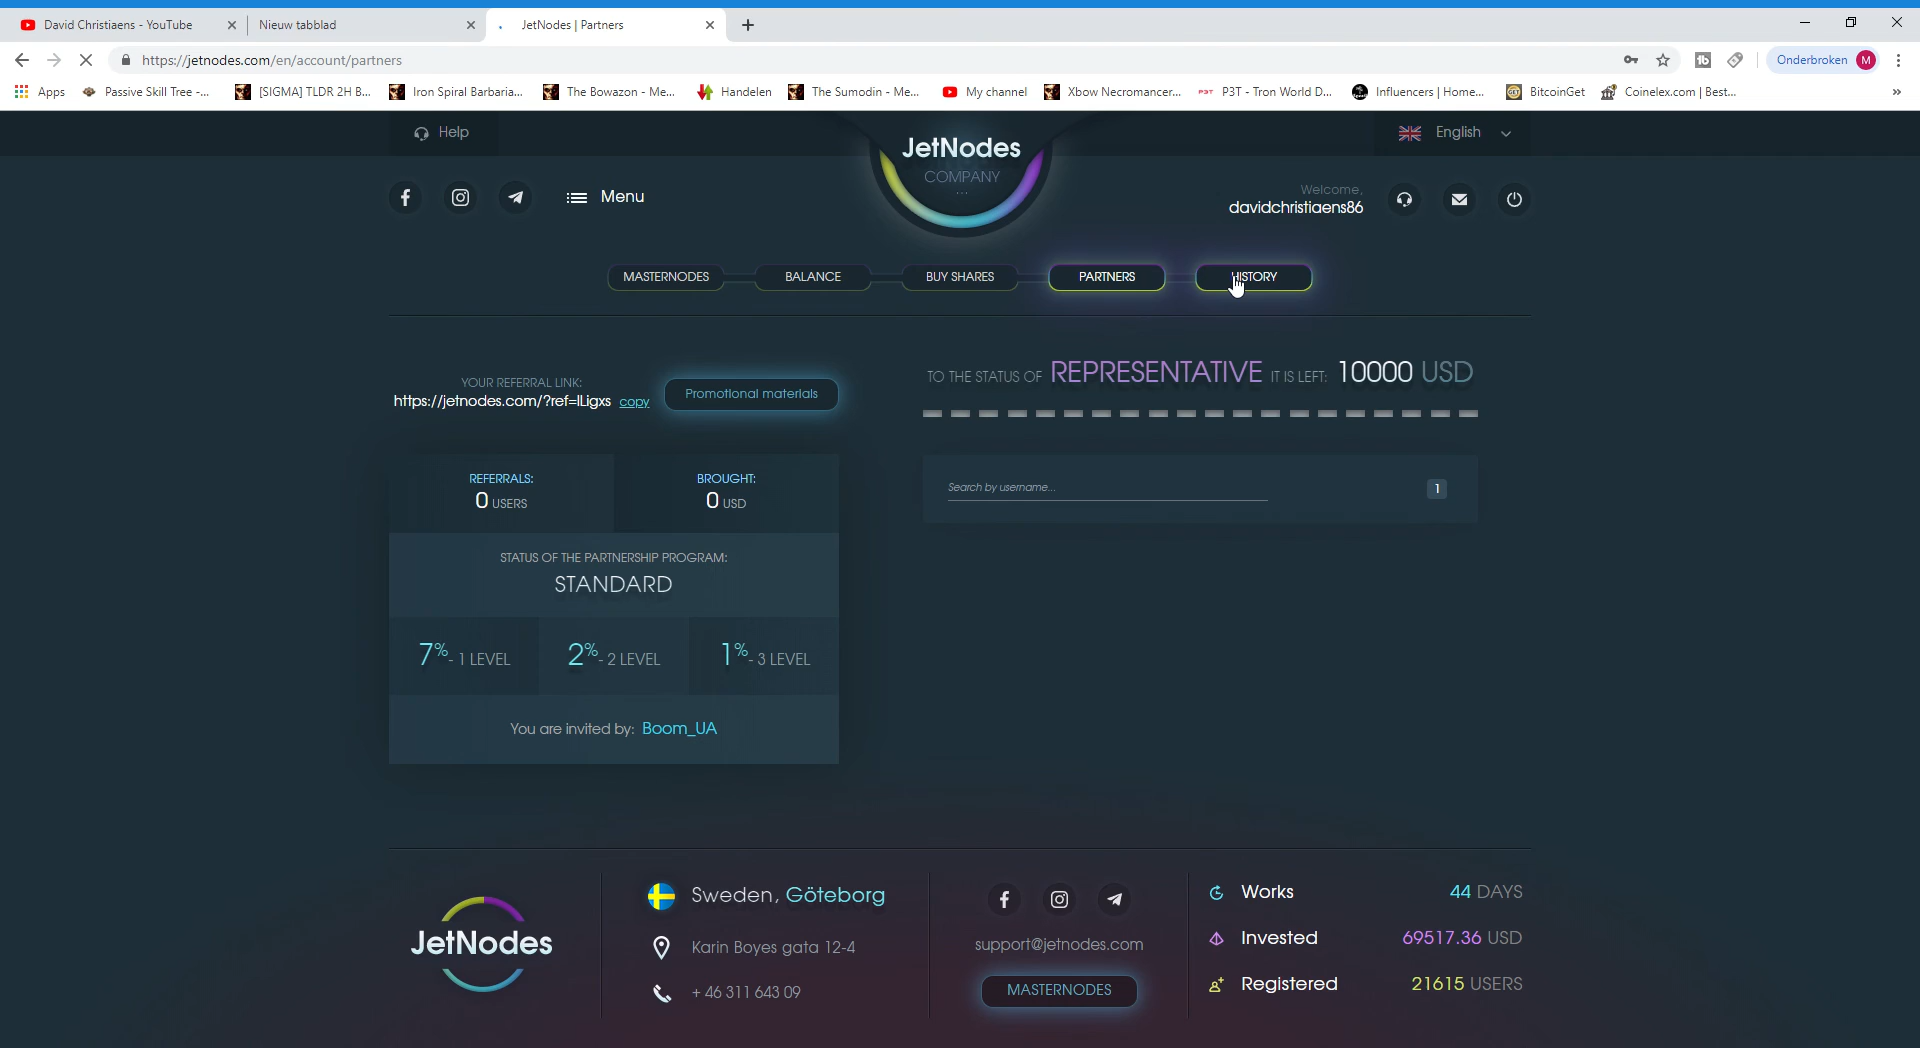 David Christiaens - YouTube
Nieuw tabblad
JetNodes | Partners
https://jetnodes.com/en/account/partners
Onderbroken M
Apps
Passive Skill Tree -...
[SIGMA] TLDR 2H B...
Iron Spiral Barbaria...
The Bowazon - Me...
Handelen
The Sumodin - Me...
My channel
Xbow Necromancer...
P3T - Tron World D...
Influencers | Home...
BitcoinGet
Coinelex.com | Best...
Help
JetNodes
COMPANY
...
English
Menu
Welcome,
davidchristiaens86
MASTERNODES
BALANCE
BUY SHARES
PARTNERS
HISTORY
YOUR REFERRAL LINK:
https://jetnodes.com/?ref=lLlgxs copy
Promotional materials
TO THE STATUS OF REPRESENTATIVE IT IS LEFT: 10000 USD
REFERRALS:
0 USERS
BROUGHT:
0 USD
Search by username...
1
STATUS OF THE PARTNERSHIP PROGRAM:
STANDARD
7% - 1 LEVEL
2% - 2 LEVEL
1% - 3 LEVEL
You are invited by: Boom_UA
JetNodes
Sweden, Göteborg
Karin Boyes gata 12-4
+ 46 311 643 09
support@jetnodes.com
MASTERNODES
Works 44 DAYS
Invested 69517.36 USD
Registered 21615 USERS